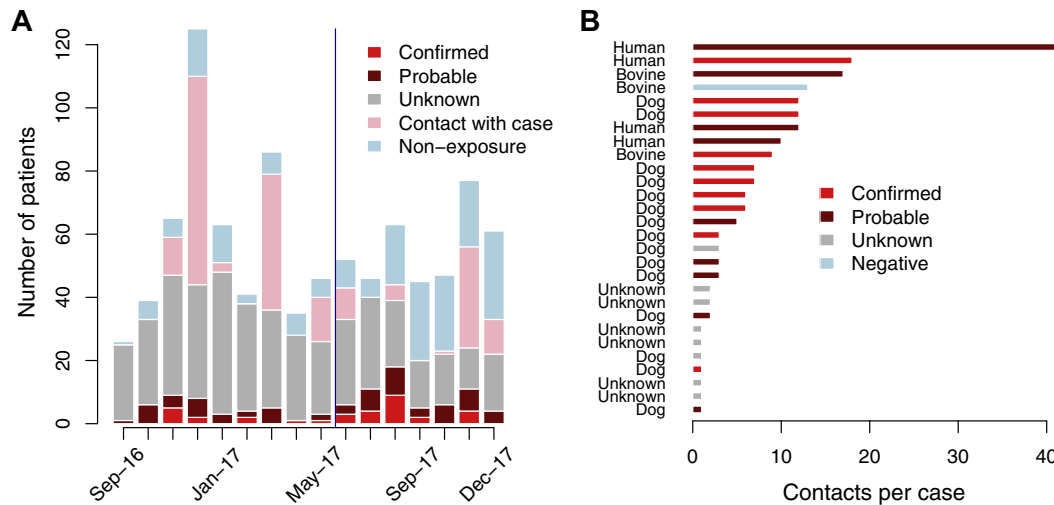 A
Number of patients
120
100
80
60
40
20
0
Confirmed
Probable
Unknown
Contact with case
Non−exposure
Sep−16
Jan−17
May−17
Sep−17
Dec−17
B
Human
Human
Bovine
Bovine
Dog
Dog
Human
Human
Bovine
Dog
Dog
Dog
Dog
Dog
Dog
Dog
Dog
Dog
Unknown
Unknown
Dog
Unknown
Unknown
Dog
Dog
Unknown
Unknown
Dog
Confirmed
Probable
Unknown
Negative
0
10
20
30
40
Contacts per case